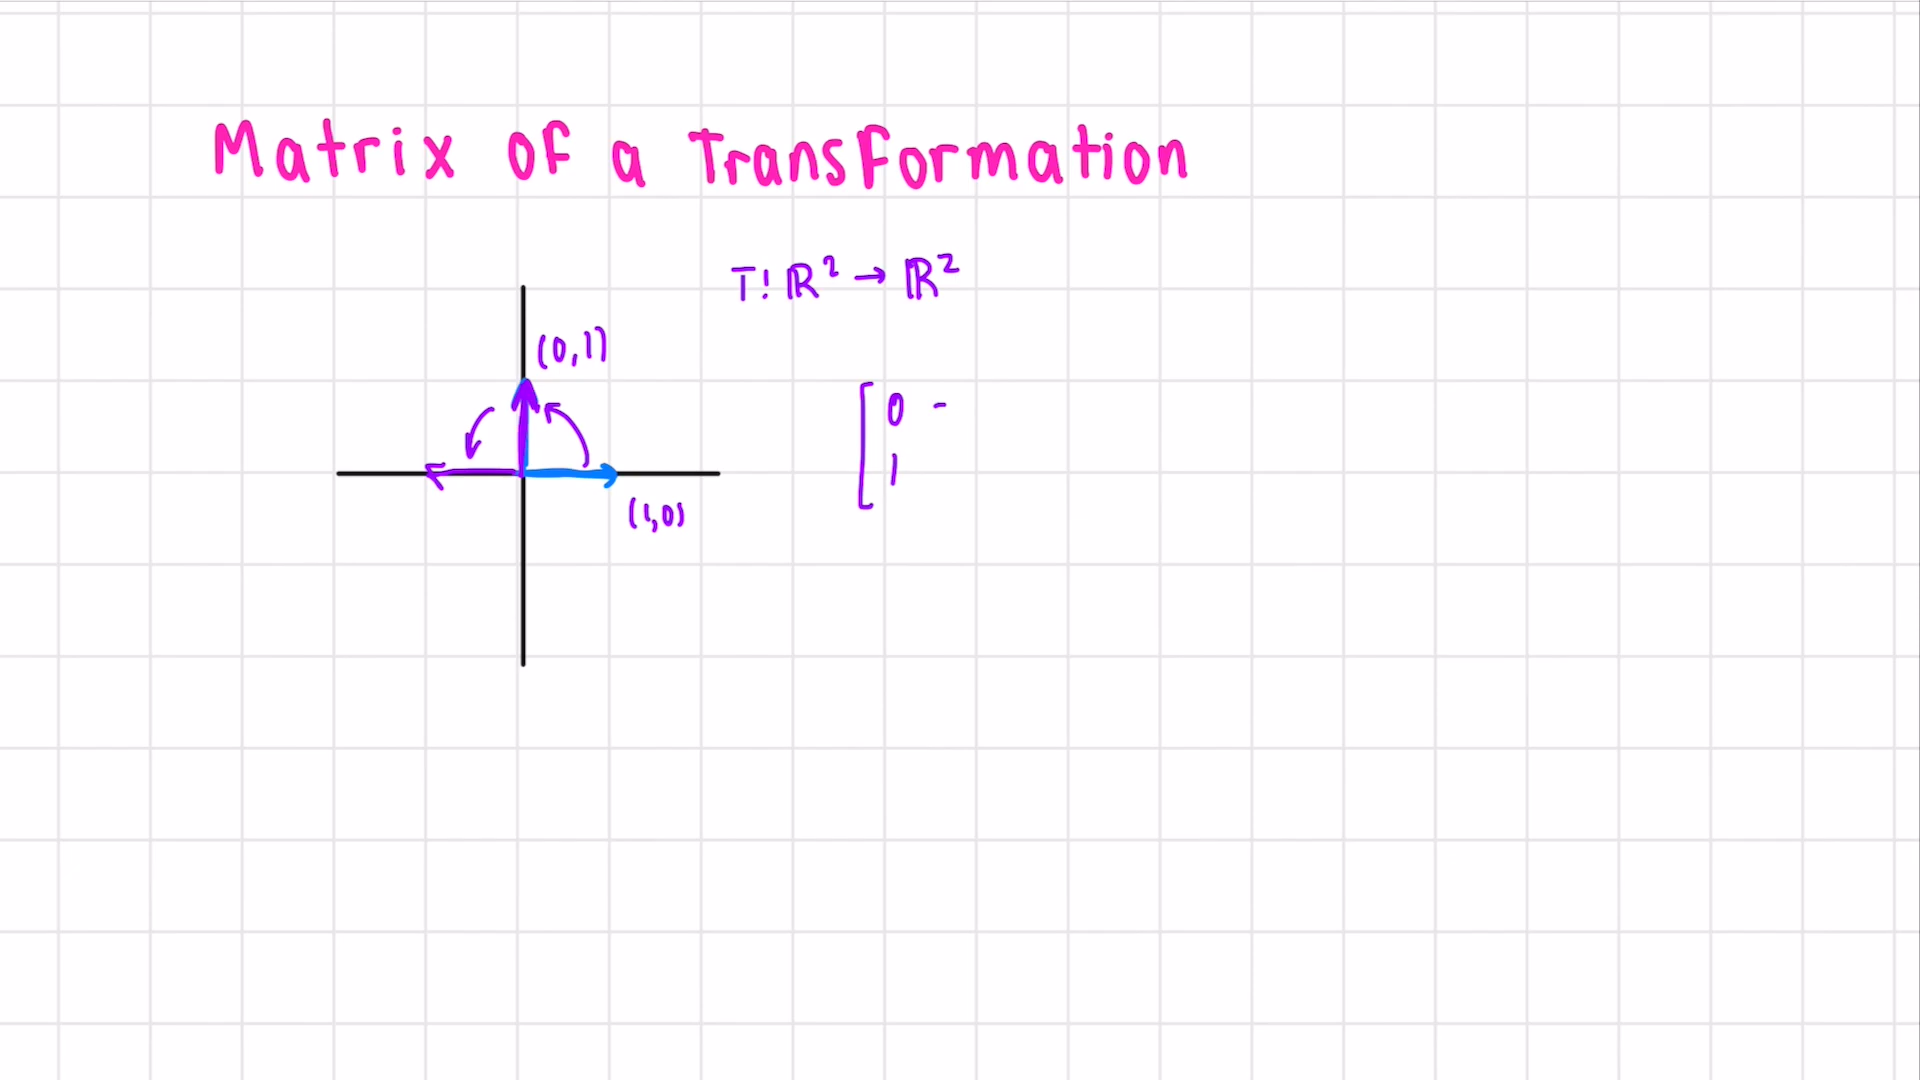 Matrix of a Transformation
T: ℝ² → ℝ²
(0,1)
[0 -
1
(1,0)